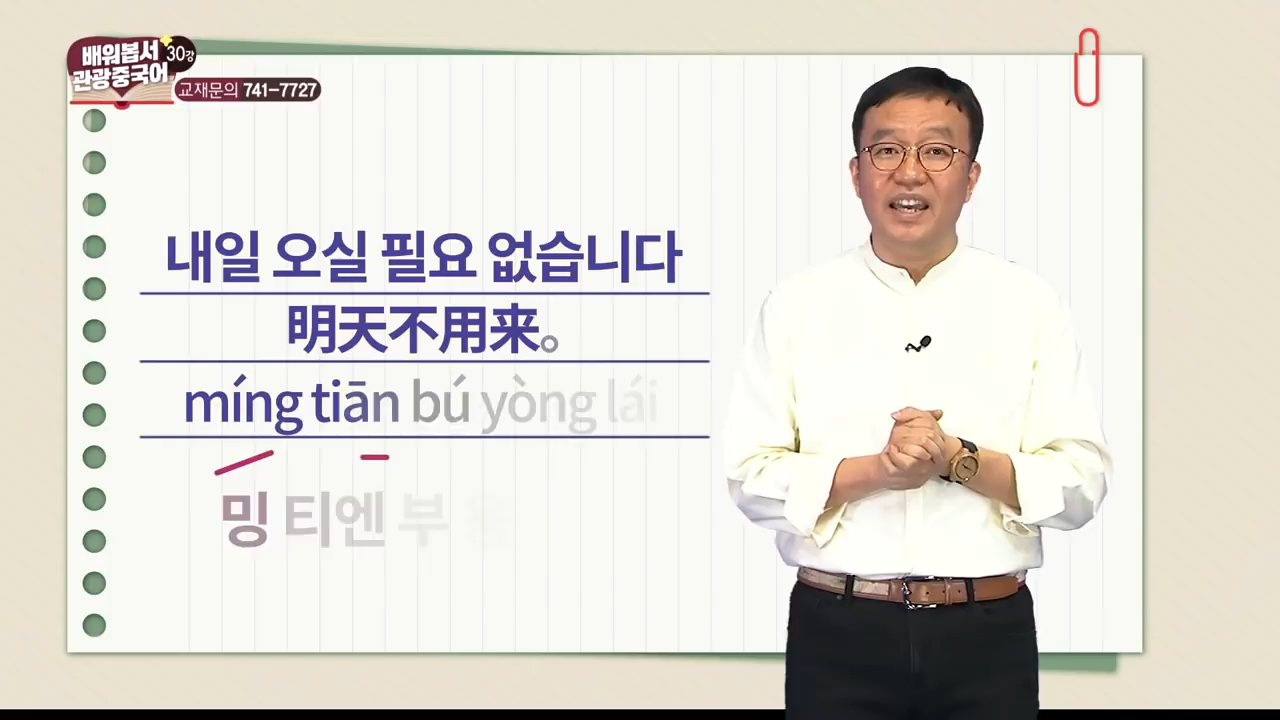 배워봅서 30강
관광중국어
교재문의 741-7727
내일 오실 필요 없습니다
明天不用来。
míng tiān bú yòng lái
밍 티엔 부